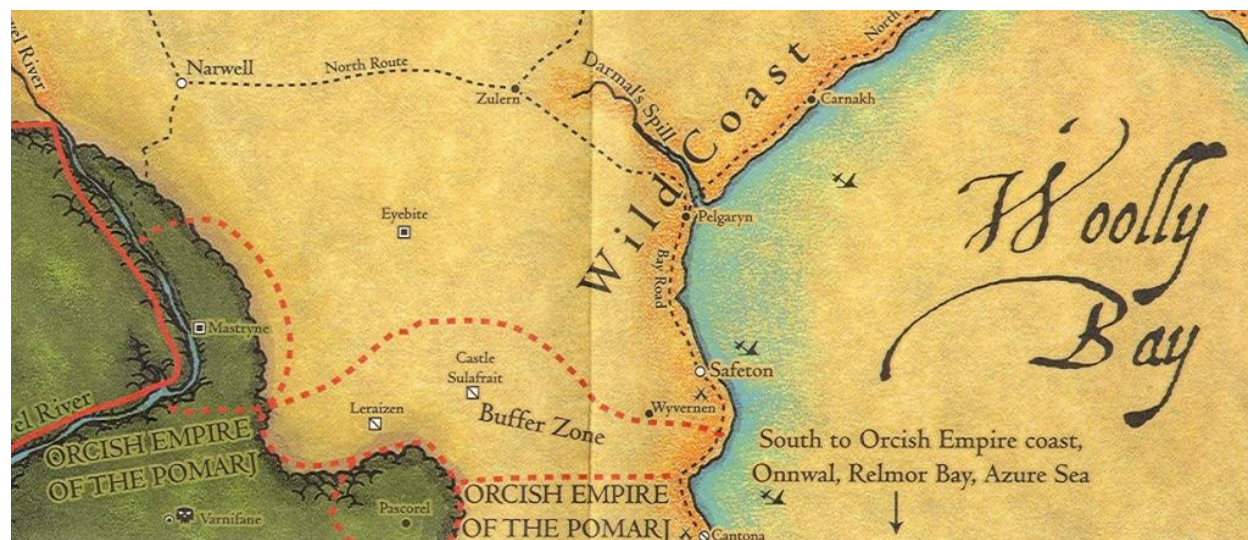 el River
Narwell
North Route
Zulern
Darmal's Spill
Wild Coast
North
Carnakh
Woolly
Bay
Eyebite
Pelgaryn
Bay Road
Mastryne
Castle
Sulafrait
Safeton
Leraizen
Buffer Zone
Wyvernen
el River
ORCISH EMPIRE
OF THE POMARJ
South to Orcish Empire coast,
Onnwal, Relmor Bay, Azure Sea
Varnifane
Pascorel
ORCISH EMPIRE
OF THE POMARJ
Cantona